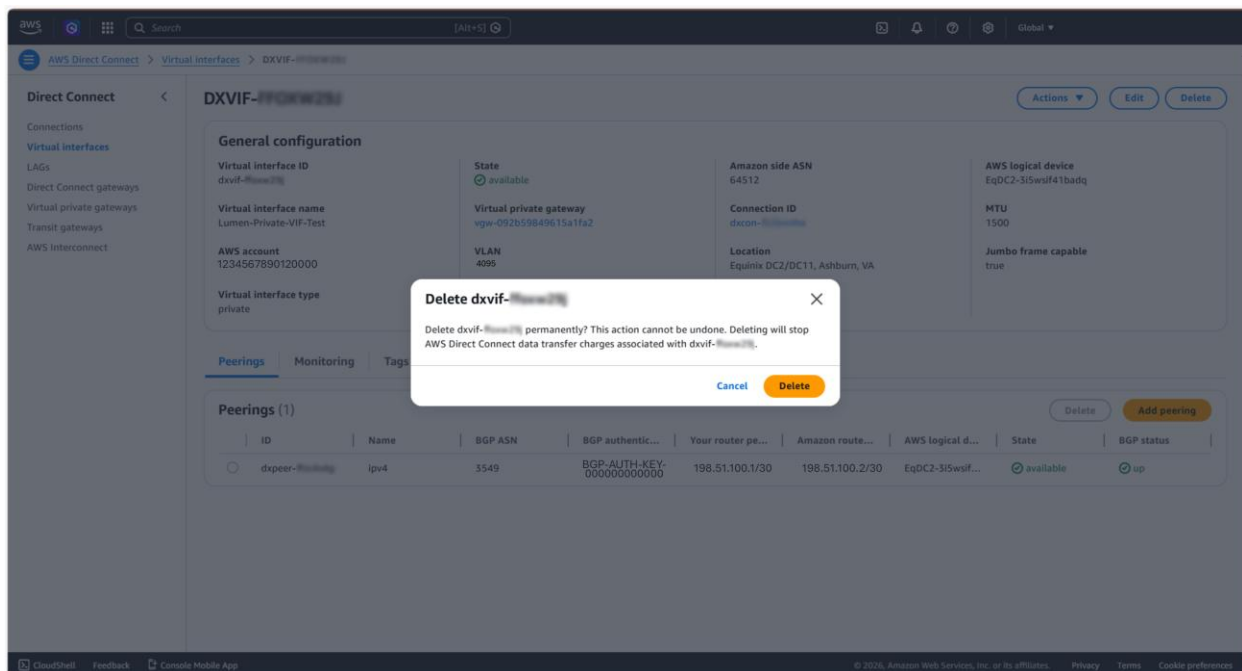 aws
Search
[Alt+S]
Global
AWS Direct Connect > Virtual interfaces > DXVIF-
Direct Connect
Connections
Virtual interfaces
LAGs
Direct Connect gateways
Virtual private gateways
Transit gateways
AWS Interconnect
DXVIF-
Actions
Edit
Delete
General configuration
Virtual interface ID
dxvif-
State
available
Amazon side ASN
64512
AWS logical device
EqDC2-3i5wsif41badq
Virtual interface name
Lumen-Private-VIF-Test
Virtual private gateway
vgw-092b59849615a1fa2
Connection ID
dxcon-
MTU
1500
AWS account
1234567890120000
VLAN
4095
Location
Equinix DC2/DC11, Ashburn, VA
Jumbo frame capable
true
Virtual interface type
private
Delete dxvif-
Delete dxvif- permanently? This action cannot be undone. Deleting will stop
AWS Direct Connect data transfer charges associated with dxvif-.
Cancel
Delete
Peerings
Monitoring
Tags
Peerings (1)
Delete
Add peering
ID Name BGP ASN BGP authentic... Your router pe... Amazon route... AWS logical d... State BGP status
dxpeer- ipv4 3549 BGP-AUTH-KEY-
000000000000 198.51.100.1/30 198.51.100.2/30 EqDC2-3i5wsif... available up
CloudShell Feedback Console Mobile App
© 2026, Amazon Web Services, Inc. or its affiliates. Privacy Terms Cookie preferences